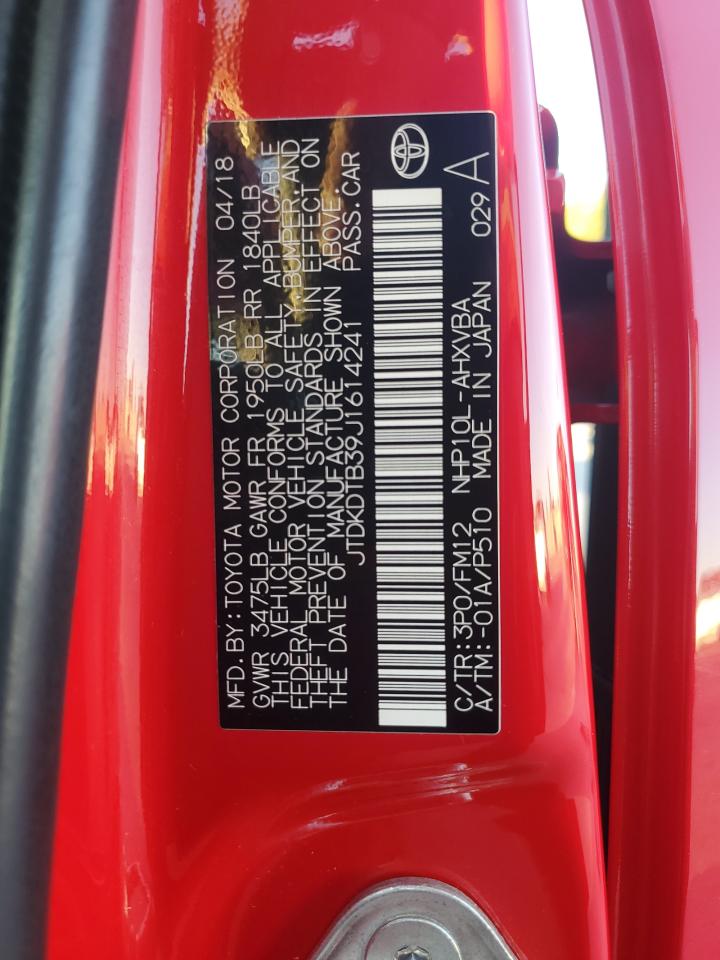 MFD.BY:TOYOTA MOTOR CORPORATION 04/18
GVWR 3475LB GAWR FR 1950LB RR 1840LB
THIS VEHICLE CONFORMS TO ALL APPLICABLE
FEDERAL MOTOR VEHICLE SAFETY,BUMPER,AND
THEFT PREVENTION STANDARDS IN EFFECT ON
THE DATE OF MANUFACTURE SHOWN ABOVE.
JTDKDTB39J1614241 PASS.CAR
C/TR:3P0/FM12 NHP10L-AHXVBA 029
A/TM:-01A/P510 MADE IN JAPAN A